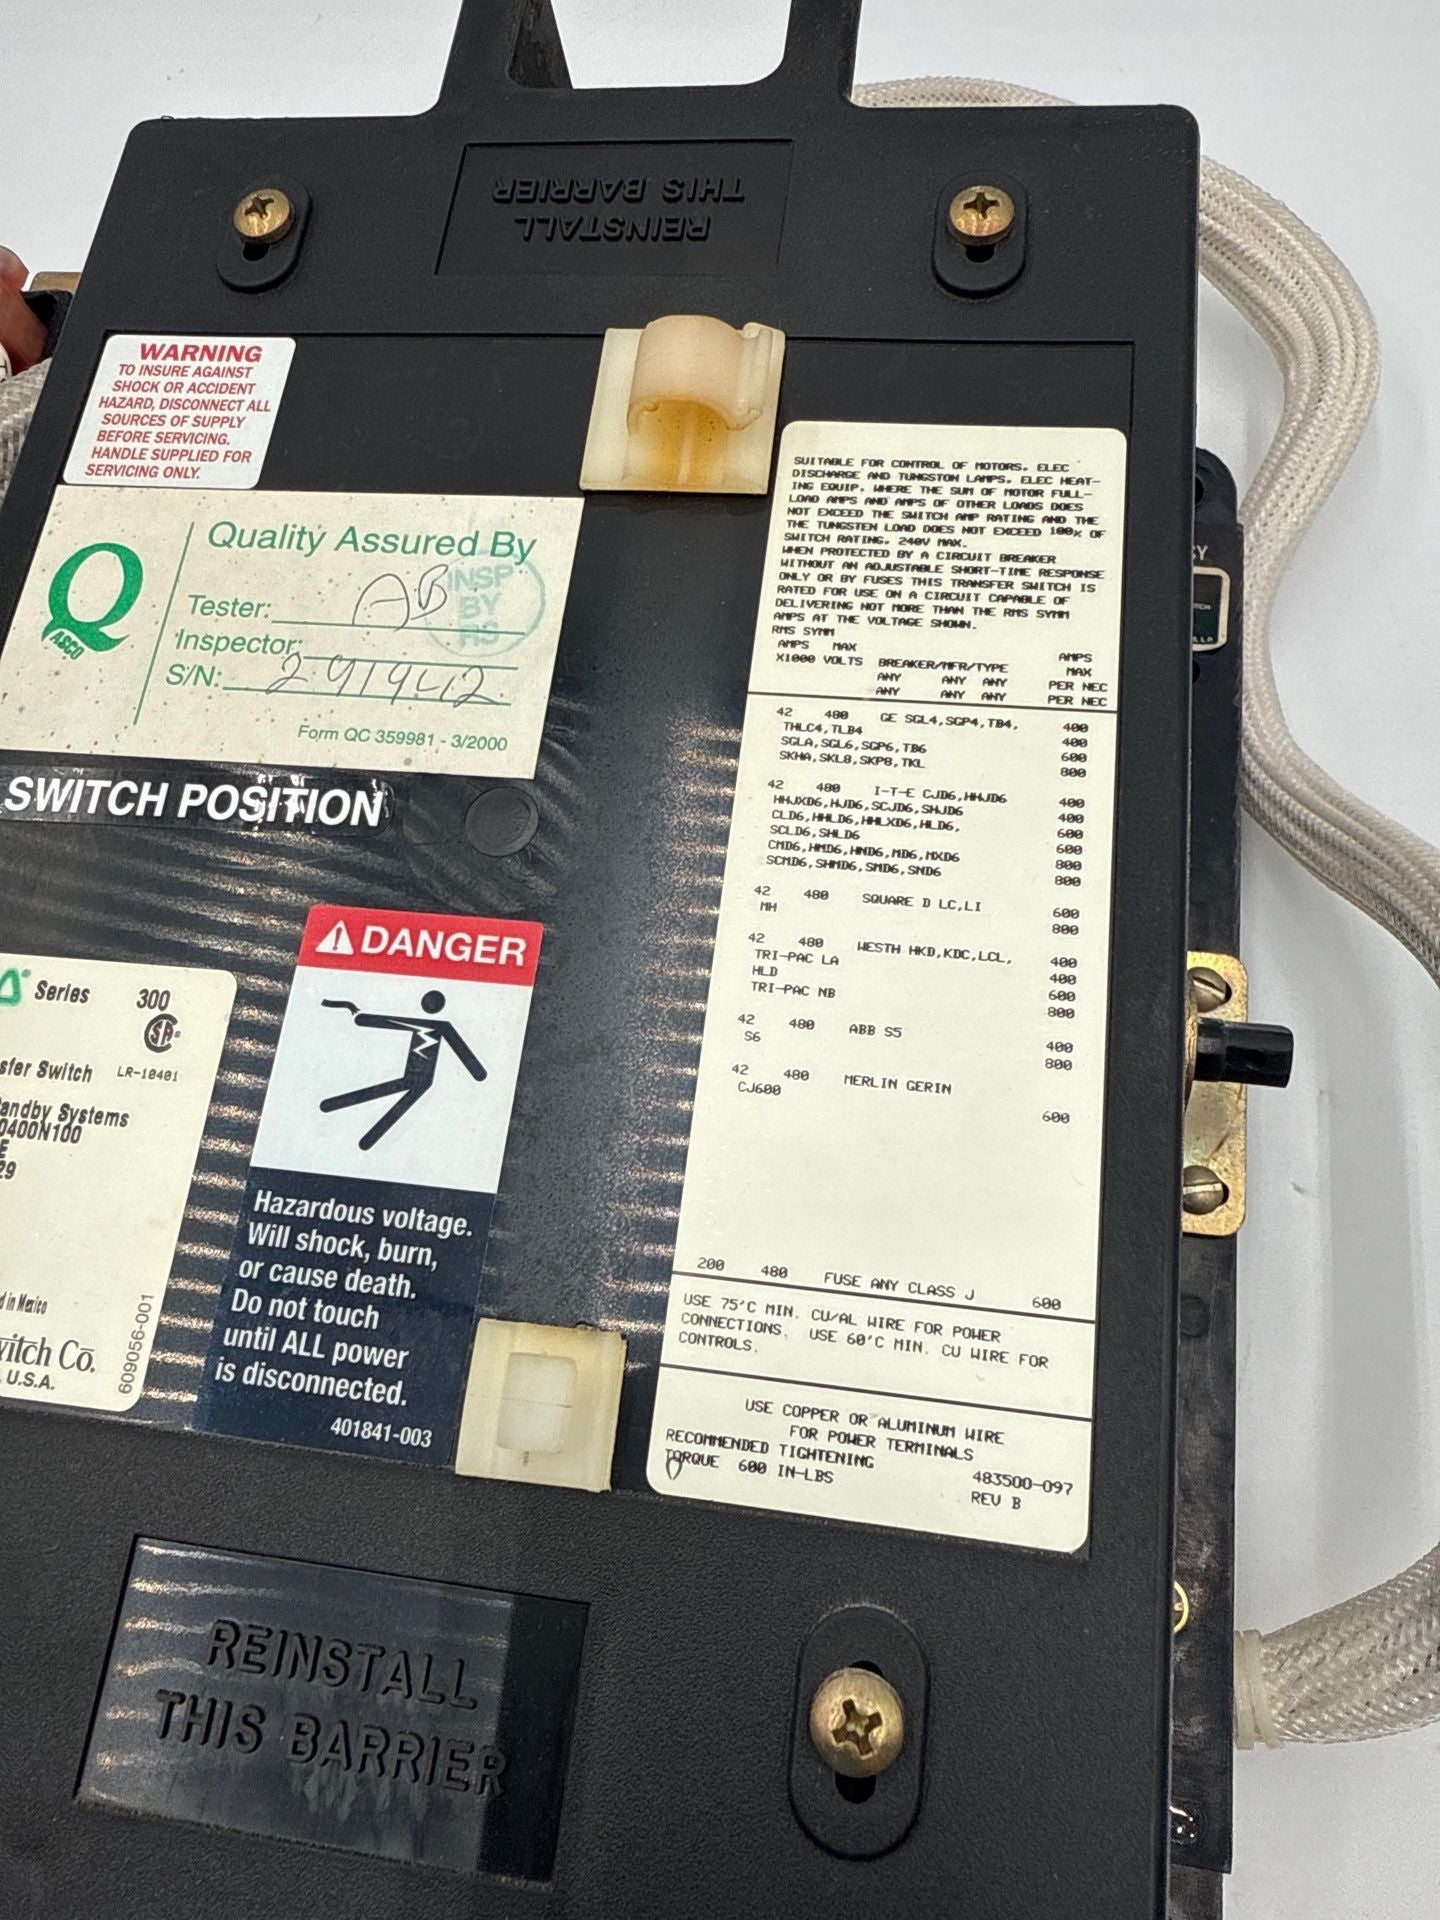 REINSTALL
THIS BARRIER
WARNING
TO INSURE AGAINST
SHOCK OR ACCIDENT
HAZARD, DISCONNECT ALL
SOURCES OF SUPPLY
BEFORE SERVICING.
HANDLE SUPPLIED FOR
SERVICING ONLY.
Q
ASCO
Quality Assured By
Tester: AB
INSP
BY
Inspector:
S/N: 2919442
Form QC 359981 - 3/2000
SWITCH POSITION
Series 300
SA
sfer Switch LR-10401
andby Systems
0400N100
E
29
d in Mexico
witch Co.
U.S.A.
609056-001
DANGER
Hazardous voltage.
Will shock, burn,
or cause death.
Do not touch
until ALL power
is disconnected.
401841-003
SUITABLE FOR CONTROL OF MOTORS, ELEC
DISCHARGE AND TUNGSTON LAMPS, ELEC HEAT-
ING EQUIP. WHERE THE SUM OF MOTOR FULL-
LOAD AMPS AND AMPS OF OTHER LOADS DOES
NOT EXCEED THE SWITCH AMP RATING AND THE
THE TUNGSTEN LOAD DOES NOT EXCEED 100% OF
SWITCH RATING. 240V MAX.
WHEN PROTECTED BY A CIRCUIT BREAKER
WITHOUT AN ADJUSTABLE SHORT-TIME RESPONSE
ONLY OR BY FUSES THIS TRANSFER SWITCH IS
RATED FOR USE ON A CIRCUIT CAPABLE OF
DELIVERING NOT MORE THAN THE RMS SYMM
AMPS AT THE VOLTAGE SHOWN.
RMS SYMM
AMPS MAX AMPS
X1000 VOLTS BREAKER/MFR/TYPE MAX
ANY ANY ANY PER NEC
ANY ANY ANY PER NEC
42 480 GE SGL4,SGP4,TB4, 400
THLC4,TLB4 400
SGLA,SGL6,SGP6,TB6 600
SKHA,SKL8,SKP8,TKL 800
42 480 I-T-E CJD6,HHJD6 400
HHJXD6,HJD6,SCJD6,SHJD6 400
CLD6,HHLD6,HHLXD6,HLD6, 600
SCLD6,SHLD6 600
CMD6,HMD6,HND6,MD6,MXD6 800
SCMD6,SHMD6,SMD6,SND6 800
42 480 SQUARE D LC,LI 600
MH 800
42 480 WESTH HKD,KDC,LCL, 400
TRI-PAC LA 400
HLD 600
TRI-PAC NB 800
42 480 ABB S5 400
S6 800
42 480 MERLIN GERIN
CJ600 600
200 480 FUSE ANY CLASS J 600
USE 75°C MIN. CU/AL WIRE FOR POWER
CONNECTIONS. USE 60°C MIN. CU WIRE FOR
CONTROLS.
USE COPPER OR ALUMINUM WIRE
FOR POWER TERMINALS
RECOMMENDED TIGHTENING
TORQUE 600 IN-LBS
483500-097
REV B
REINSTALL
THIS BARRIER